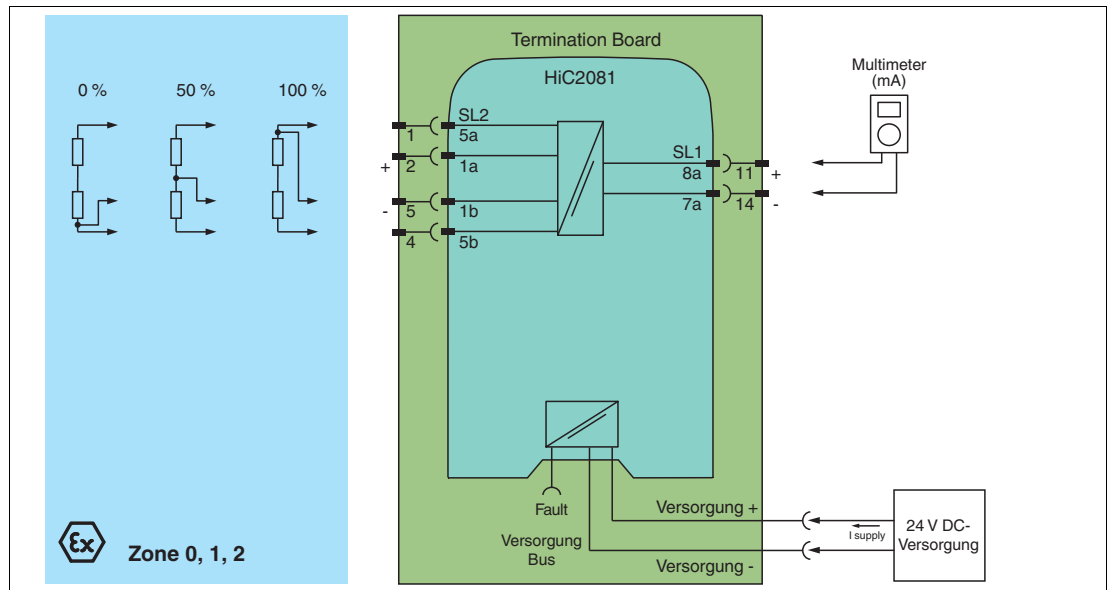 Termination Board
HiC2081
0 %
50 %
100 %
Multimeter
(mA)
SL2
1
5a
+
2
1a
-
5
1b
4
5b
SL1
8a
11
+
7a
14
-
Fault
Versorgung
Bus
Versorgung +
Versorgung -
I supply
24 V DC-
Versorgung
Ex
Zone 0, 1, 2